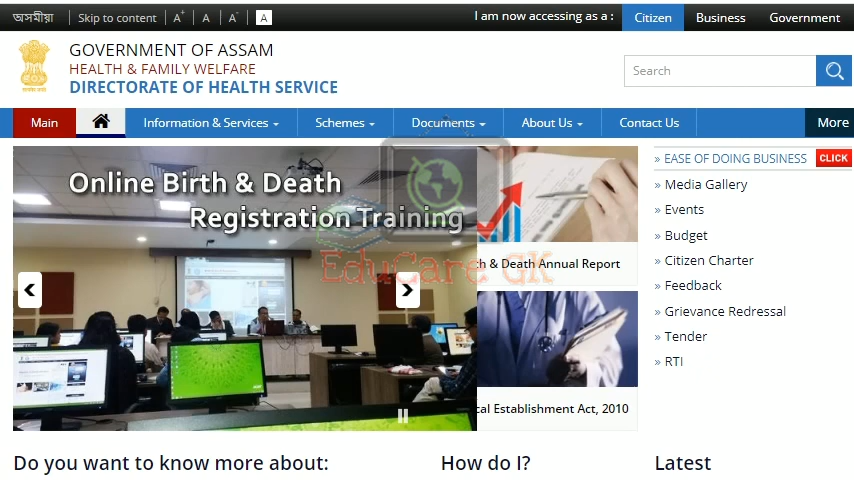 অসমীয়া Skip to content A+ A A- A I am now accessing as a : Citizen Business Government
GOVERNMENT OF ASSAM
HEALTH & FAMILY WELFARE
DIRECTORATE OF HEALTH SERVICE
Search
Main Information & Services Schemes Documents About Us Contact Us More
Online Birth & Death
Registration Training
EduCare GK
th & Death Annual Report
cal Establishment Act, 2010
» EASE OF DOING BUSINESS CLICK
» Media Gallery
» Events
» Budget
» Citizen Charter
» Feedback
» Grievance Redressal
» Tender
» RTI
Do you want to know more about: How do I? Latest